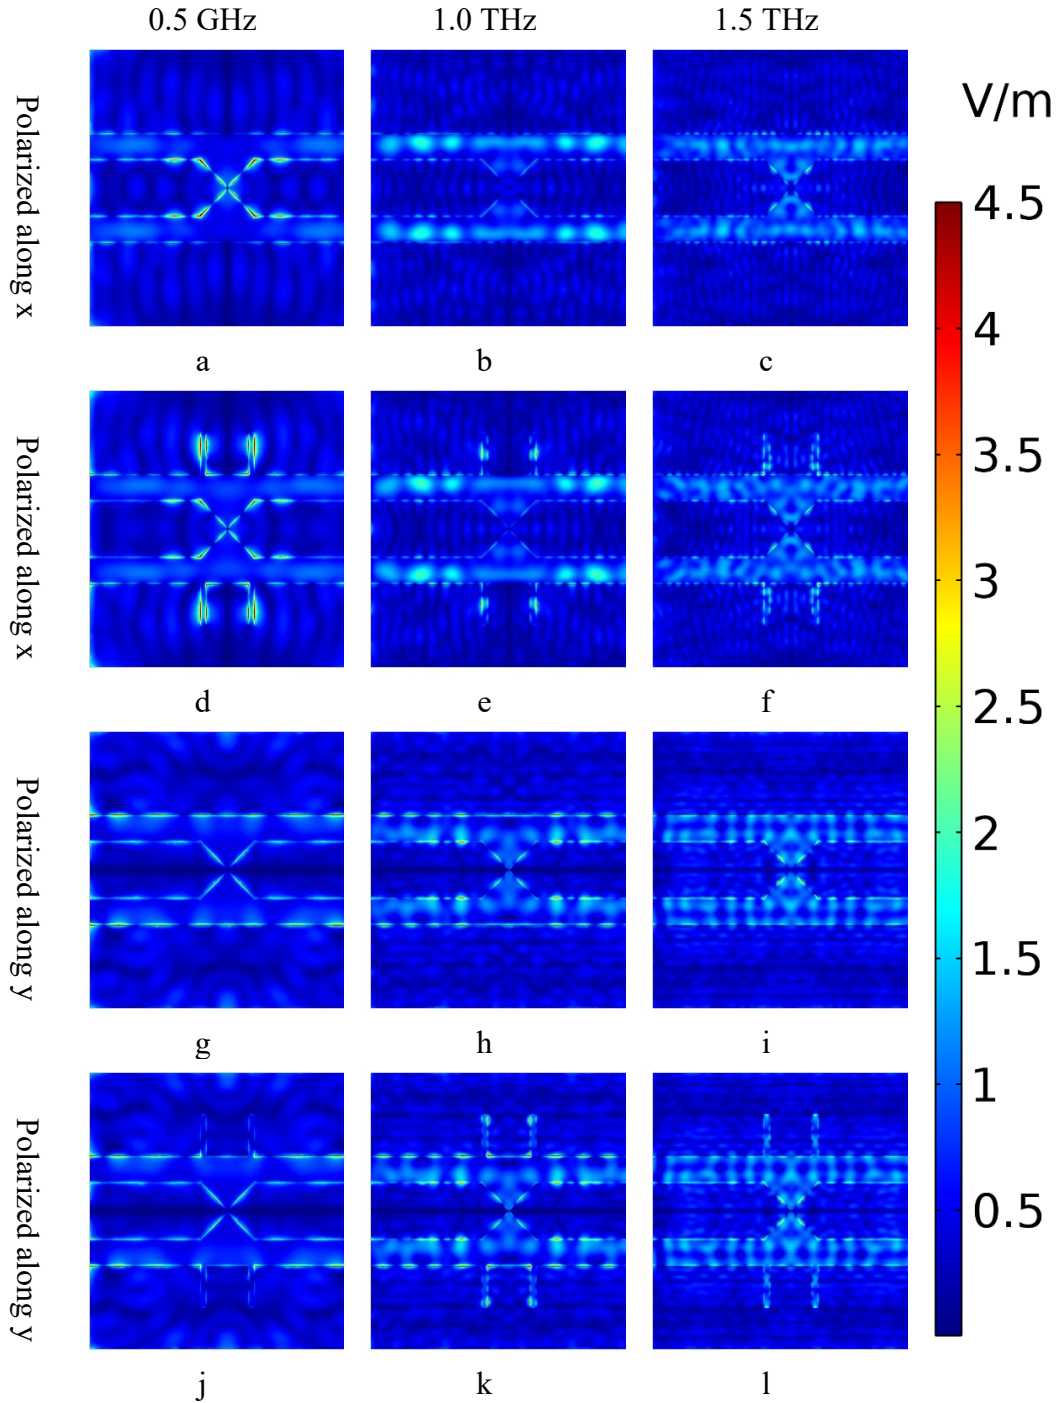 0.5 GHz 1.0 THz 1.5 THz
V/m
Polarized along x
a b c
4.5
4
3.5
3
2.5
2
1.5
1
0.5
Polarized along x
d e f
Polarized along y
g h i
Polarized along y
j k l